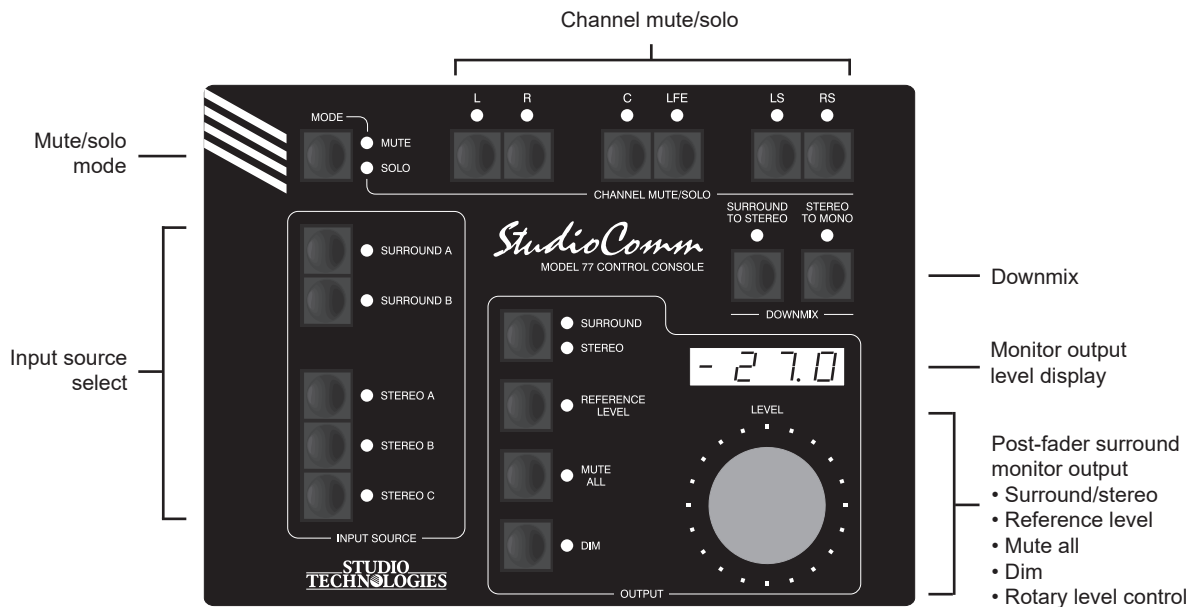 Channel mute/solo
Mute/solo
mode
MODE
MUTE
SOLO
L
R
C
LFE
LS
RS
CHANNEL MUTE/SOLO
SURROUND
TO STEREO
STEREO
TO MONO
DOWNMIX
Downmix
StudioComm
MODEL 77 CONTROL CONSOLE
Input source
select
SURROUND A
SURROUND B
STEREO A
STEREO B
STEREO C
INPUT SOURCE
STUDIO
TECHNOLOGIES
SURROUND
STEREO
REFERENCE
LEVEL
MUTE
ALL
DIM
- 27.0
LEVEL
OUTPUT
Monitor output
level display
Post-fader surround
monitor output
• Surround/stereo
• Reference level
• Mute all
• Dim
• Rotary level control